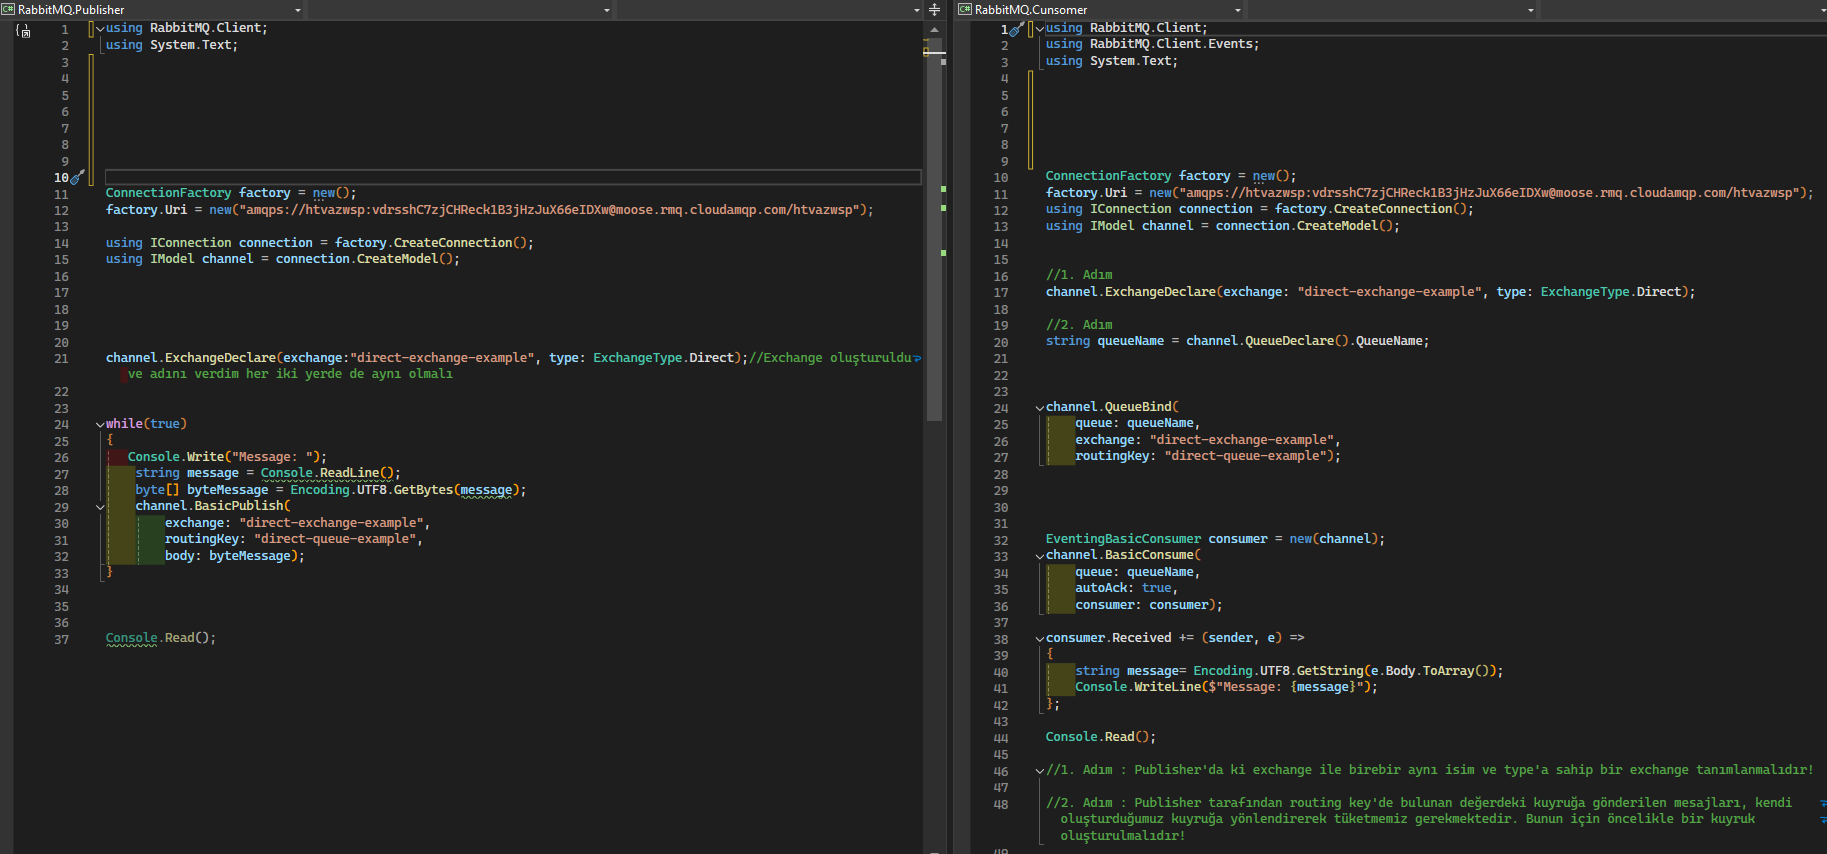 RabbitMQ.Publisher
1 using RabbitMQ.Client;
2 using System.Text;
3
4
5
6
7
8
9
10
11 ConnectionFactory factory = new();
12 factory.Uri = new("amqps://htvazwsp:vdrsshC7zjCHReck1B3jHzJuX66eIDXw@moose.rmq.cloudamqp.com/htvazwsp");
13
14 using IConnection connection = factory.CreateConnection();
15 using IModel channel = connection.CreateModel();
16
17
18
19
20
21 channel.ExchangeDeclare(exchange:"direct-exchange-example", type: ExchangeType.Direct);//Exchange oluşturuldu
ve adını verdim her iki yerde de aynı olmalı
22
23
24 while(true)
25 {
26 Console.Write("Message: ");
27 string message = Console.ReadLine();
28 byte[] byteMessage = Encoding.UTF8.GetBytes(message);
29 channel.BasicPublish(
30 exchange: "direct-exchange-example",
31 routingKey: "direct-queue-example",
32 body: byteMessage);
33 }
34
35
36
37 Console.Read();
RabbitMQ.Cunsomer
1 using RabbitMQ.Client;
2 using RabbitMQ.Client.Events;
3 using System.Text;
4
5
6
7
8
9
10 ConnectionFactory factory = new();
11 factory.Uri = new("amqps://htvazwsp:vdrsshC7zjCHReck1B3jHzJuX66eIDXw@moose.rmq.cloudamqp.com/htvazwsp");
12 using IConnection connection = factory.CreateConnection();
13 using IModel channel = connection.CreateModel();
14
15
16 //1. Adım
17 channel.ExchangeDeclare(exchange: "direct-exchange-example", type: ExchangeType.Direct);
18
19 //2. Adım
20 string queueName = channel.QueueDeclare().QueueName;
21
22
23
24 channel.QueueBind(
25 queue: queueName,
26 exchange: "direct-exchange-example",
27 routingKey: "direct-queue-example");
28
29
30
31
32 EventingBasicConsumer consumer = new(channel);
33 channel.BasicConsume(
34 queue: queueName,
35 autoAck: true,
36 consumer: consumer);
37
38 consumer.Received += (sender, e) =>
39 {
40 string message= Encoding.UTF8.GetString(e.Body.ToArray());
41 Console.WriteLine($"Message: {message}");
42 };
43
44 Console.Read();
45
46 //1. Adım : Publisher'da ki exchange ile birebir aynı isim ve type'a sahip bir exchange tanımlanmalıdır!
47
48 //2. Adım : Publisher tarafından routing key'de bulunan değerdeki kuyruğa gönderilen mesajları, kendi
oluşturduğumuz kuyruğa yönlendirerek tüketmemiz gerekmektedir. Bunun için öncelikle bir kuyruk
oluşturulmalıdır!
49